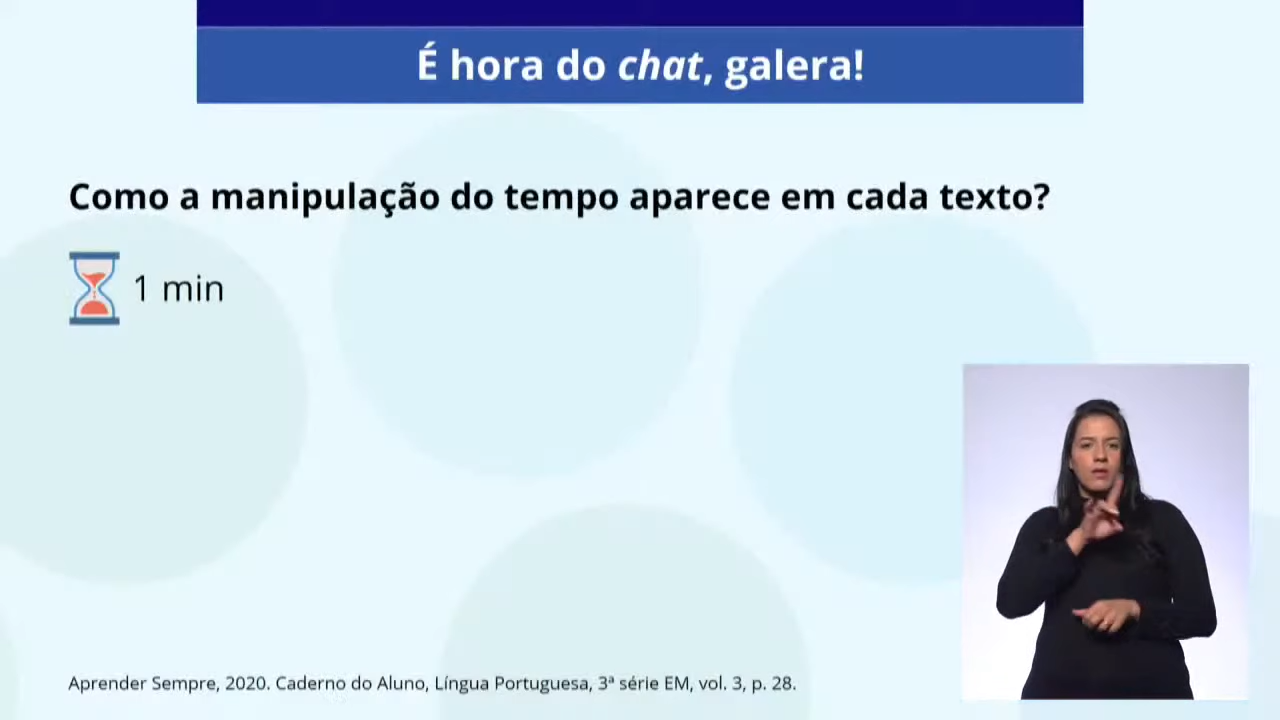 É hora do chat, galera!
Como a manipulação do tempo aparece em cada texto?
1 min
Aprender Sempre, 2020. Caderno do Aluno, Língua Portuguesa, 3ª série EM, vol. 3, p. 28.